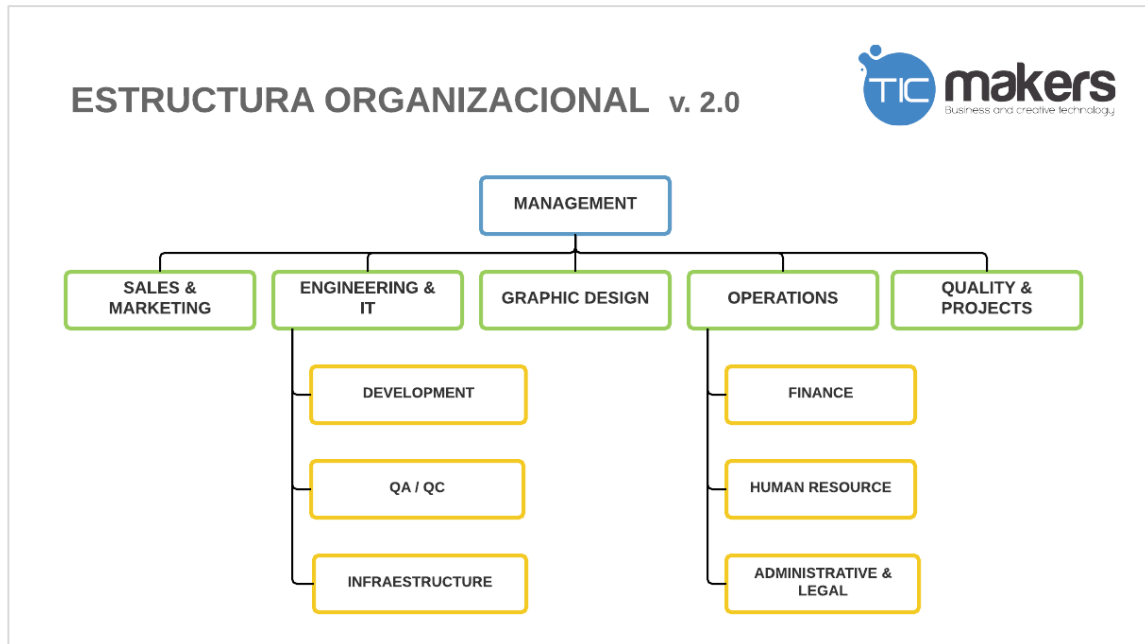 ESTRUCTURA ORGANIZACIONAL v. 2.0
TIC makers
Business and creative technology
MANAGEMENT
SALES &
MARKETING
ENGINEERING &
IT
GRAPHIC DESIGN
OPERATIONS
QUALITY &
PROJECTS
DEVELOPMENT
FINANCE
QA / QC
HUMAN RESOURCE
INFRAESTRUCTURE
ADMINISTRATIVE &
LEGAL